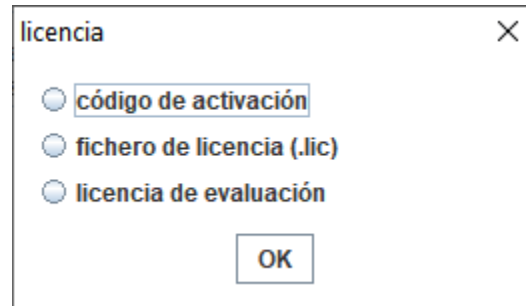 licencia
código de activación
fichero de licencia (.lic)
licencia de evaluación
OK